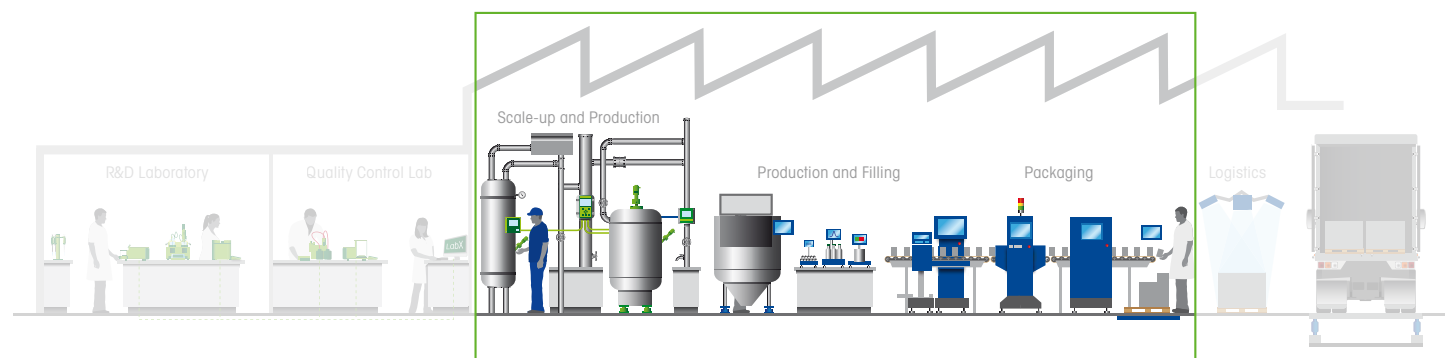 Scale-up and Production
R&D Laboratory
Quality Control Lab
Production and Filling
Packaging
Logistics
LabX